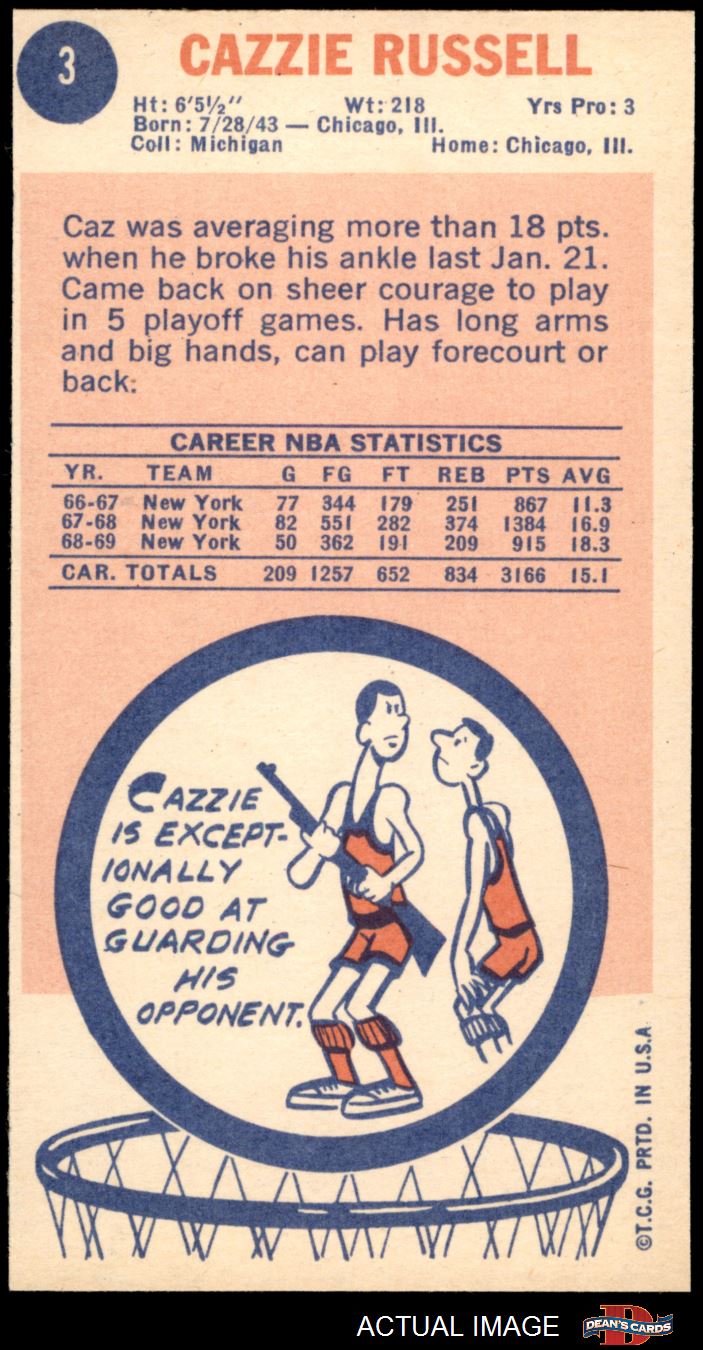 3
CAZZIE RUSSELL
Ht: 6'5½" Wt: 218 Yrs Pro: 3
Born: 7/28/43 — Chicago, Ill.
Coll: Michigan Home: Chicago, Ill.
Caz was averaging more than 18 pts.
when he broke his ankle last Jan. 21.
Came back on sheer courage to play
in 5 playoff games. Has long arms
and big hands, can play forecourt or
back.
CAREER NBA STATISTICS
YR. TEAM G FG FT REB PTS AVG
66-67 New York 77 344 179 251 867 11.3
67-68 New York 82 551 282 374 1384 16.9
68-69 New York 50 362 191 209 915 18.3
CAR. TOTALS 209 1257 652 834 3166 15.1
CAZZIE
IS EXCEPT-
IONALLY
GOOD AT
GUARDING
HIS
OPPONENT.
©T.C.G. PRTD. IN U.S.A
ACTUAL IMAGE
D
DEAN'S CARDS